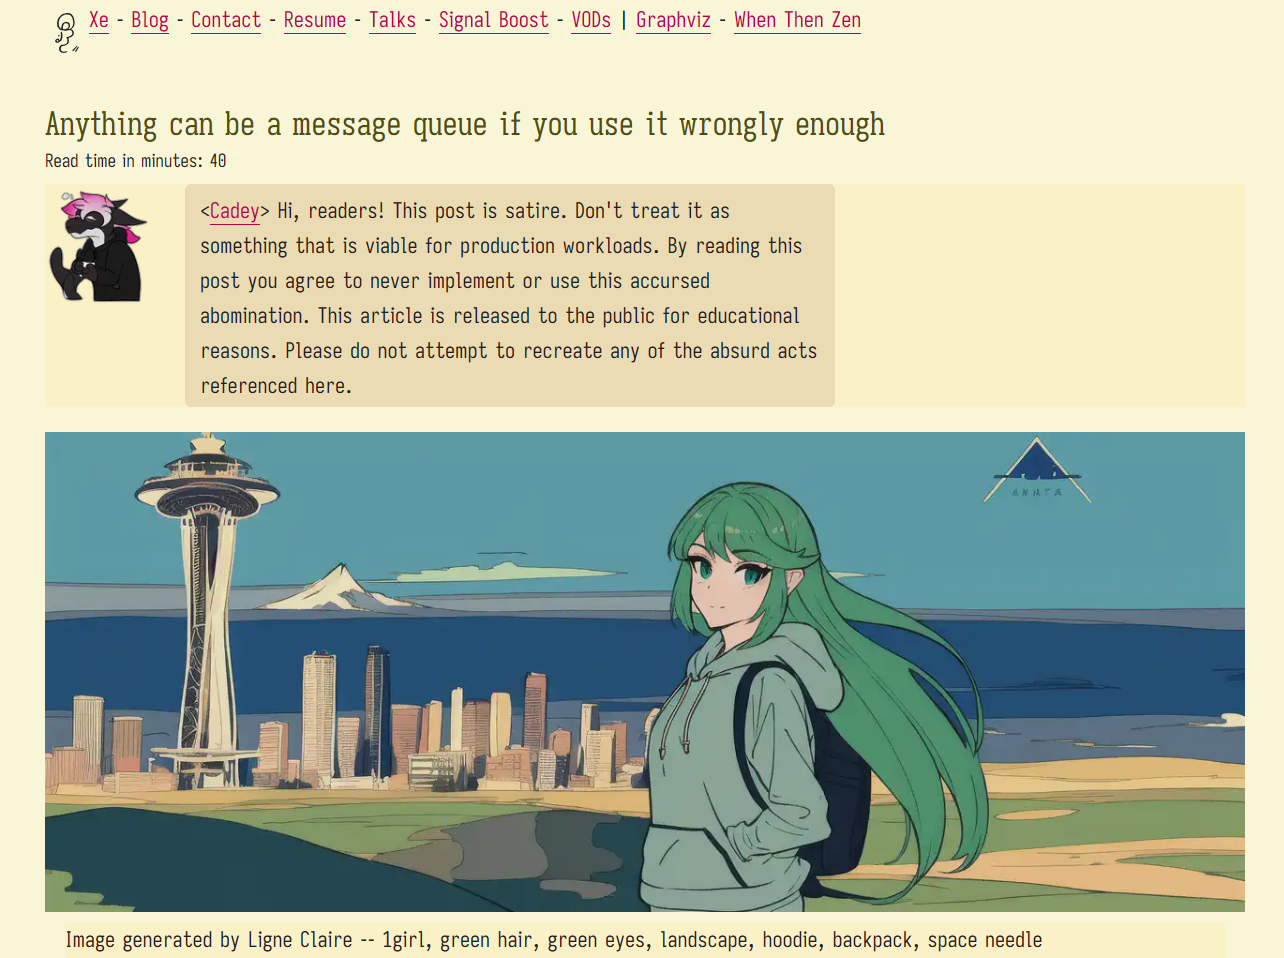 Xe - Blog - Contact - Resume - Talks - Signal Boost - VODs | Graphviz - When Then Zen
Anything can be a message queue if you use it wrongly enough
Read time in minutes: 40
<Cadey> Hi, readers! This post is satire. Don't treat it as
something that is viable for production workloads. By reading this
post you agree to never implement or use this accursed
abomination. This article is released to the public for educational
reasons. Please do not attempt to recreate any of the absurd acts
referenced here.
Image generated by Ligne Claire -- 1girl, green hair, green eyes, landscape, hoodie, backpack, space needle